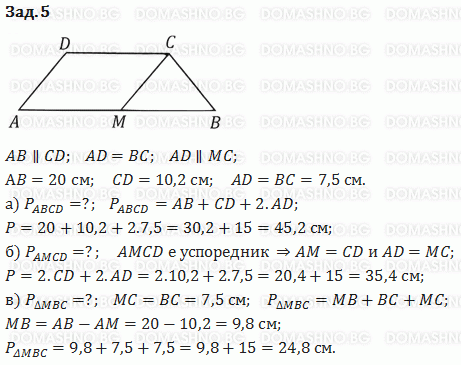 Зад.5
D C
A M B
AB ∥ CD; AD = BC; AD ∥ MC;
AB = 20 см; CD = 10,2 см; AD = BC = 7,5 см.
а) P_ABCD =?; P_ABCD = AB + CD + 2.AD;
P = 20 + 10,2 + 2.7,5 = 30,2 + 15 = 45,2 см;
б) P_AMCD =?; AMCD е успоредник ⇒ AM = CD и AD = MC;
P = 2.CD + 2.AD = 2.10,2 + 2.7,5 = 20,4 + 15 = 35,4 см;
в) P_ΔMBC =?; MC = BC = 7,5 см; P_ΔMBC = MB + BC + MC;
MB = AB − AM = 20 − 10,2 = 9,8 см;
P_ΔMBC = 9,8 + 7,5 + 7,5 = 9,8 + 15 = 24,8 см.